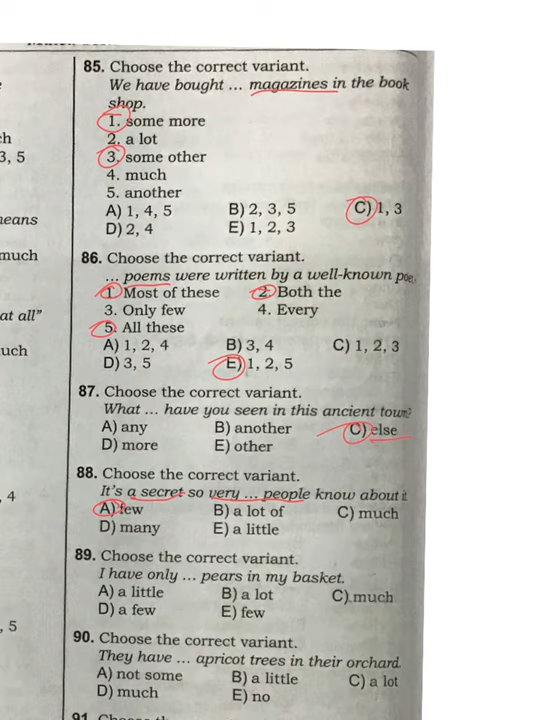 ch
3, 5
means
much
at all”
uch
, 4
, 5
85. Choose the correct variant.
We have bought ... magazines in the book
shop.
1. some more
2. a lot
3. some other
4. much
5. another
A) 1, 4, 5 B) 2, 3, 5 C) 1, 3
D) 2, 4 E) 1, 2, 3
86. Choose the correct variant.
... poems were written by a well-known poe
1. Most of these 2. Both the
3. Only few 4. Every
5. All these
A) 1, 2, 4 B) 3, 4 C) 1, 2, 3
D) 3, 5 E) 1, 2, 5
87. Choose the correct variant.
What ... have you seen in this ancient town?
A) any B) another C) else
D) more E) other
88. Choose the correct variant.
It’s a secret so very ... people know about it
A) few B) a lot of C) much
D) many E) a little
89. Choose the correct variant.
I have only ... pears in my basket.
A) a little B) a lot C) much
D) a few E) few
90. Choose the correct variant.
They have ... apricot trees in their orchard.
A) not some B) a little C) a lot
D) much E) no